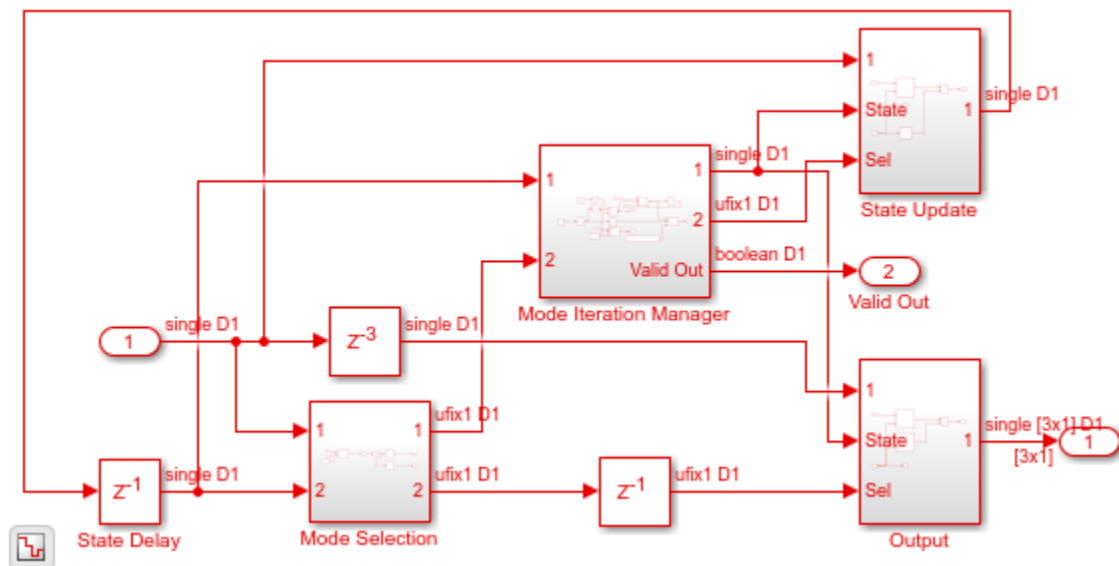 1
State
Sel
1
single D1
State Update
1
2
1
2
Valid Out
single D1
ufix1 D1
boolean D1
Mode Iteration Manager
2
Valid Out
1
single D1
Z-3
single D1
1
2
1
2
ufix1 D1
ufix1 D1
Mode Selection
Z-1
single D1
State Delay
Z-1
ufix1 D1
1
State
Sel
1
single [3x1] D1
[3x1]
1
Output